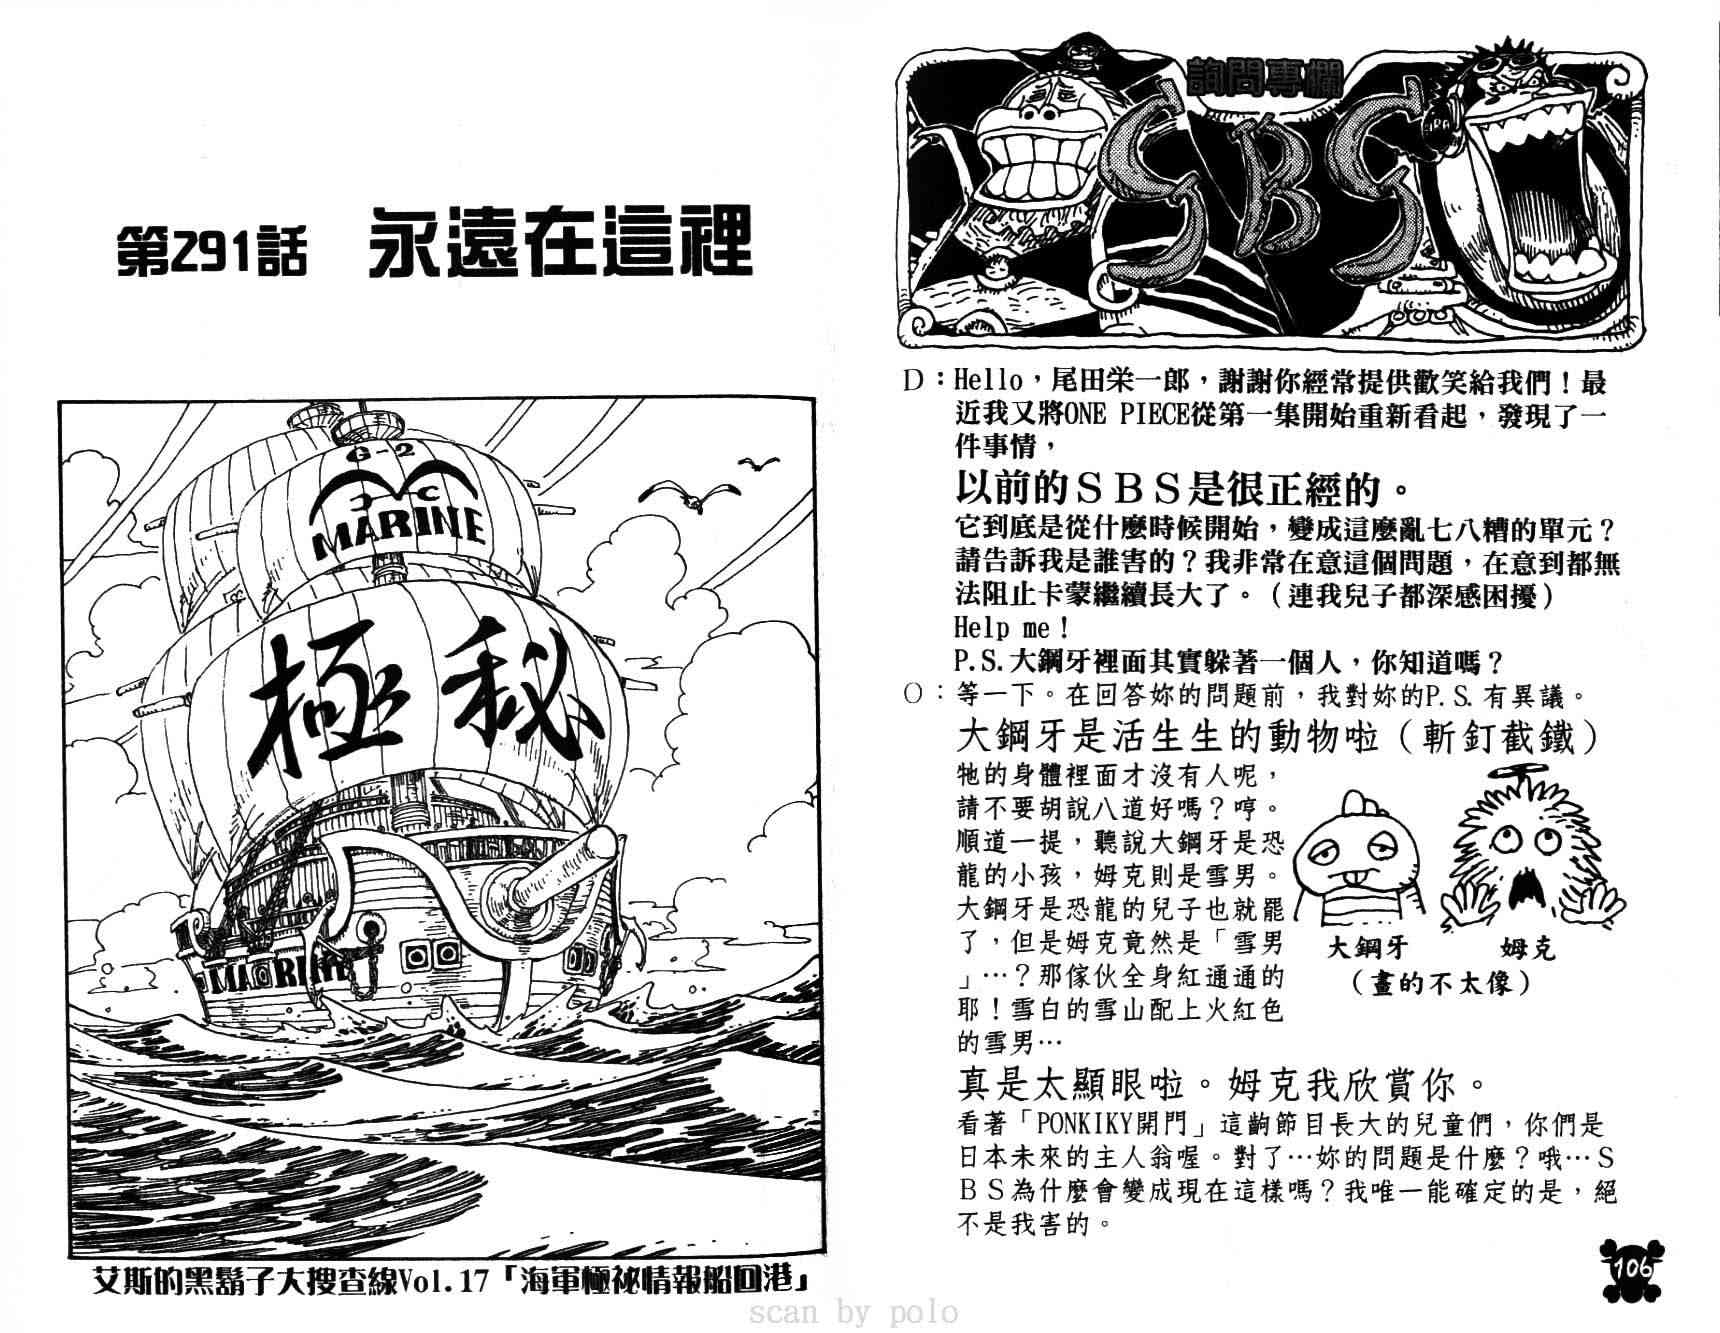 詢問專欄
SBS
D：Hello，尾田栄一郎，謝謝你經常提供歡笑給我們！最
近我又將ONE PIECE從第一集開始重新看起，發現了一
件事情，
以前的ＳＢＳ是很正經的。
它到底是從什麼時候開始，變成這麼亂七八糟的單元？
請告訴我是誰害的？我非常在意這個問題，在意到都無
法阻止卡蒙繼續長大了。（連我兒子都深感困擾）
Help me！
P.S.大鋼牙裡面其實躲著一個人，你知道嗎？
O：等一下。在回答妳的問題前，我對妳的P.S.有異議。
大鋼牙是活生生的動物啦（斬釘截鐵）
牠的身體裡面才沒有人呢，
請不要胡說八道好嗎？哼。
順道一提，聽說大鋼牙是恐
龍的小孩，姆克則是雪男。
大鋼牙是恐龍的兒子也就罷
了，但是姆克竟然是「雪男
」…？那傢伙全身紅通通的
耶！雪白的雪山配上火紅色
的雪男…
大鋼牙
姆克
（畫的不太像）
真是太顯眼啦。姆克我欣賞你。
看著「PONKIKY開門」這齣節目長大的兒童們，你們是
日本未來的主人翁喔。對了…妳的問題是什麼？哦…Ｓ
ＢＳ為什麼會變成現在這樣嗎？我唯一能確定的是，絕
不是我害的。
106
第291話　永遠在這裡
G-2
MARINE
極秘
MARINE
艾斯的黑鬍子大搜查線Vol.17「海軍極祕情報船回港」
scan by polo